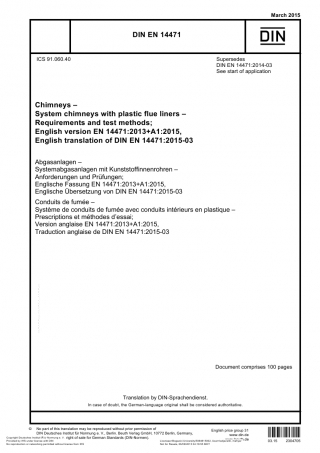 March 2015
DIN EN 14471
DIN
ICS 91.060.40
Supersedes
DIN EN 14471:2014-03
See start of application
Chimneys –
System chimneys with plastic flue liners –
Requirements and test methods;
English version EN 14471:2013+A1:2015,
English translation of DIN EN 14471:2015-03
Abgasanlagen –
Systemabgasanlagen mit Kunststoffinnenrohren –
Anforderungen und Prüfungen;
Englische Fassung EN 14471:2013+A1:2015,
Englische Übersetzung von DIN EN 14471:2015-03
Conduits de fumée –
Système de conduits de fumée avec conduits intérieurs en plastique –
Prescriptions et méthodes d'essai;
Version anglaise EN 14471:2013+A1:2015,
Traduction anglaise de DIN EN 14471:2015-03
Document comprises 100 pages
Translation by DIN-Sprachendienst.
In case of doubt, the German-language original shall be considered authoritative.
© No part of this translation may be reproduced without prior permission of
DIN Deutsches Institut für Normung e. V., Berlin. Beuth Verlag GmbH, 10772 Berlin, Germany,
right of sale for German Standards (DIN-Normen).
English price group 31
www.din.de